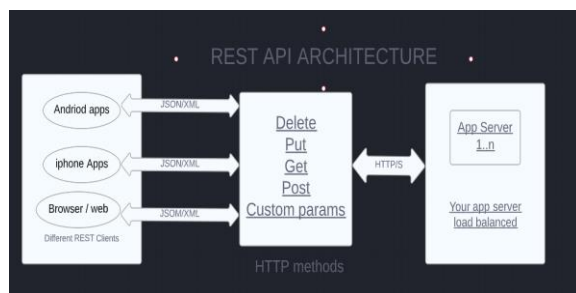 REST API ARCHITECTURE
Andriod apps
iphone Apps
Browser / web
Different REST Clients
JSON/XML
JSON/XML
JSOM/XML
Delete
Put
Get
Post
Custom params
HTTP methods
HTTP/S
App Server
1..n
Your app server
load balanced